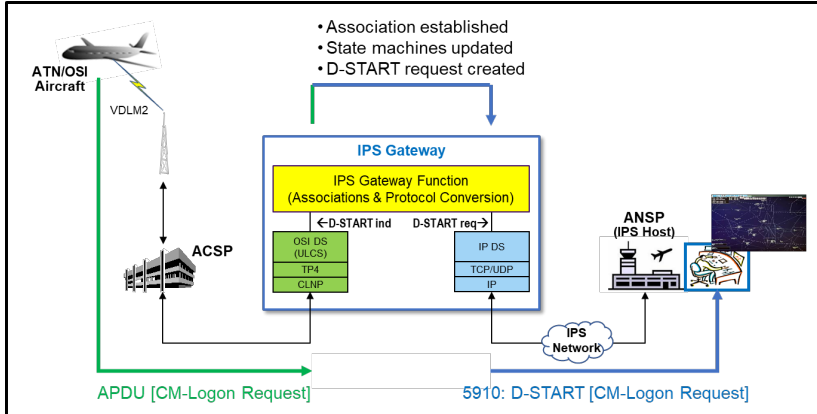 • Association established
• State machines updated
• D-START request created
ATN/OSI
Aircraft
VDLM2
IPS Gateway
IPS Gateway Function
(Associations & Protocol Conversion)
←D-START ind
D-START req→
OSI DS
(ULCS)
TP4
CLNP
IP DS
TCP/UDP
IP
ACSP
ANSP
(IPS Host)
IPS
Network
APDU [CM-Logon Request]
5910: D-START [CM-Logon Request]